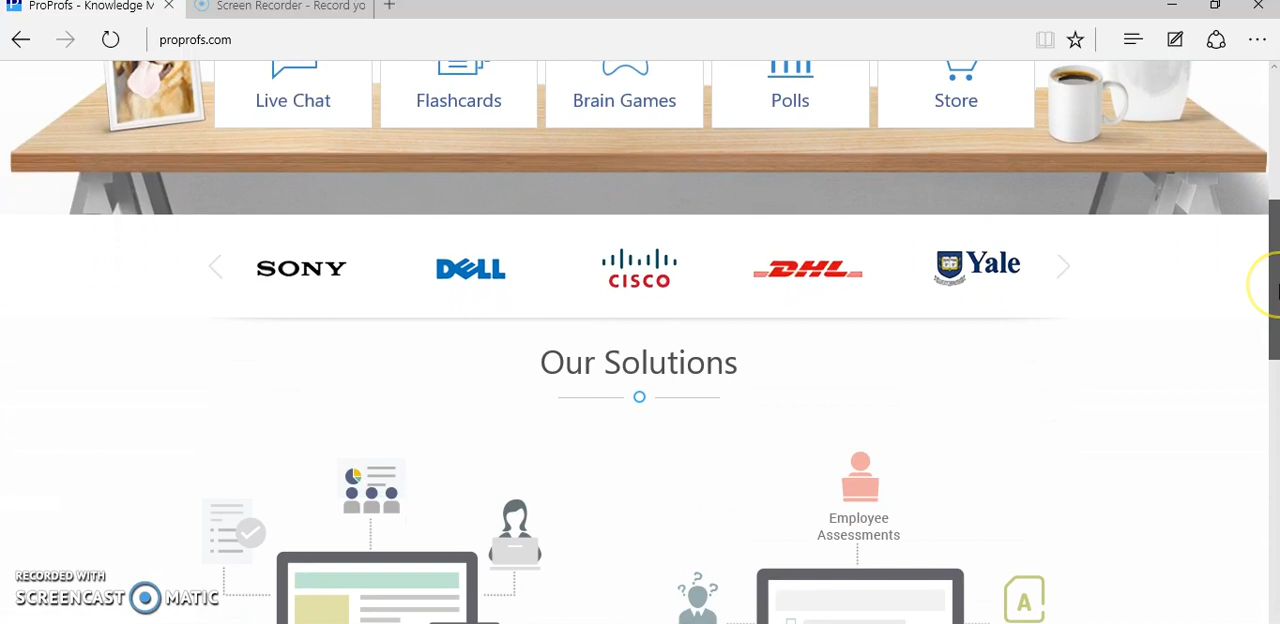 ProProfs - Knowledge M
Screen Recorder - Record yo
proprofs.com
Live Chat
Flashcards
Brain Games
Polls
Store
SONY
DELL
CISCO
DHL
Yale
Our Solutions
Employee
Assessments
? ? ?
A
RECORDED WITH
SCREENCAST MATIC